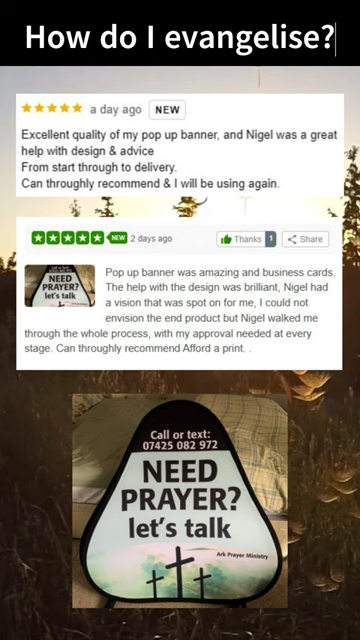 How do I evangelise?
a day ago NEW
Excellent quality of my pop up banner, and Nigel was a great
help with design & advice
From start through to delivery.
Can throughly recommend & I will be using again.
NEW 2 days ago Thanks 1 Share
NEED
PRAYER?
let's talk
Pop up banner was amazing and business cards.
The help with the design was brilliant, Nigel had
a vision that was spot on for me, I could not
envision the end product but Nigel walked me
through the whole process, with my approval needed at every
stage. Can throughly recommend Afford a print. .
Call or text:
07425 082 972
NEED
PRAYER?
let's talk
Ark Prayer Ministry